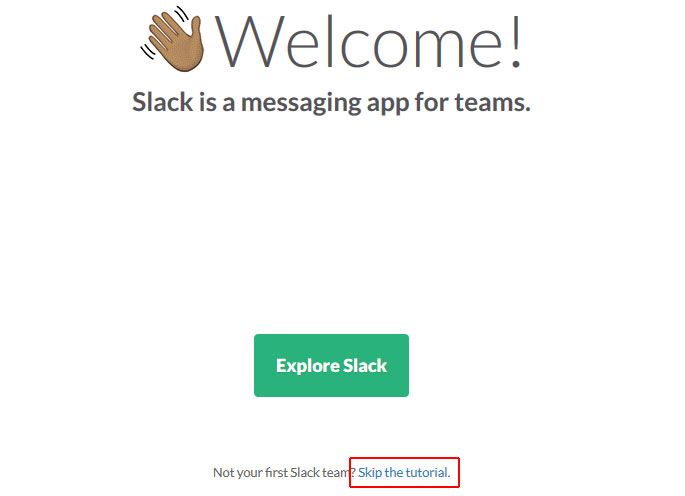 Welcome!
Slack is a messaging app for teams.
Explore Slack
Not your first Slack team? Skip the tutorial.